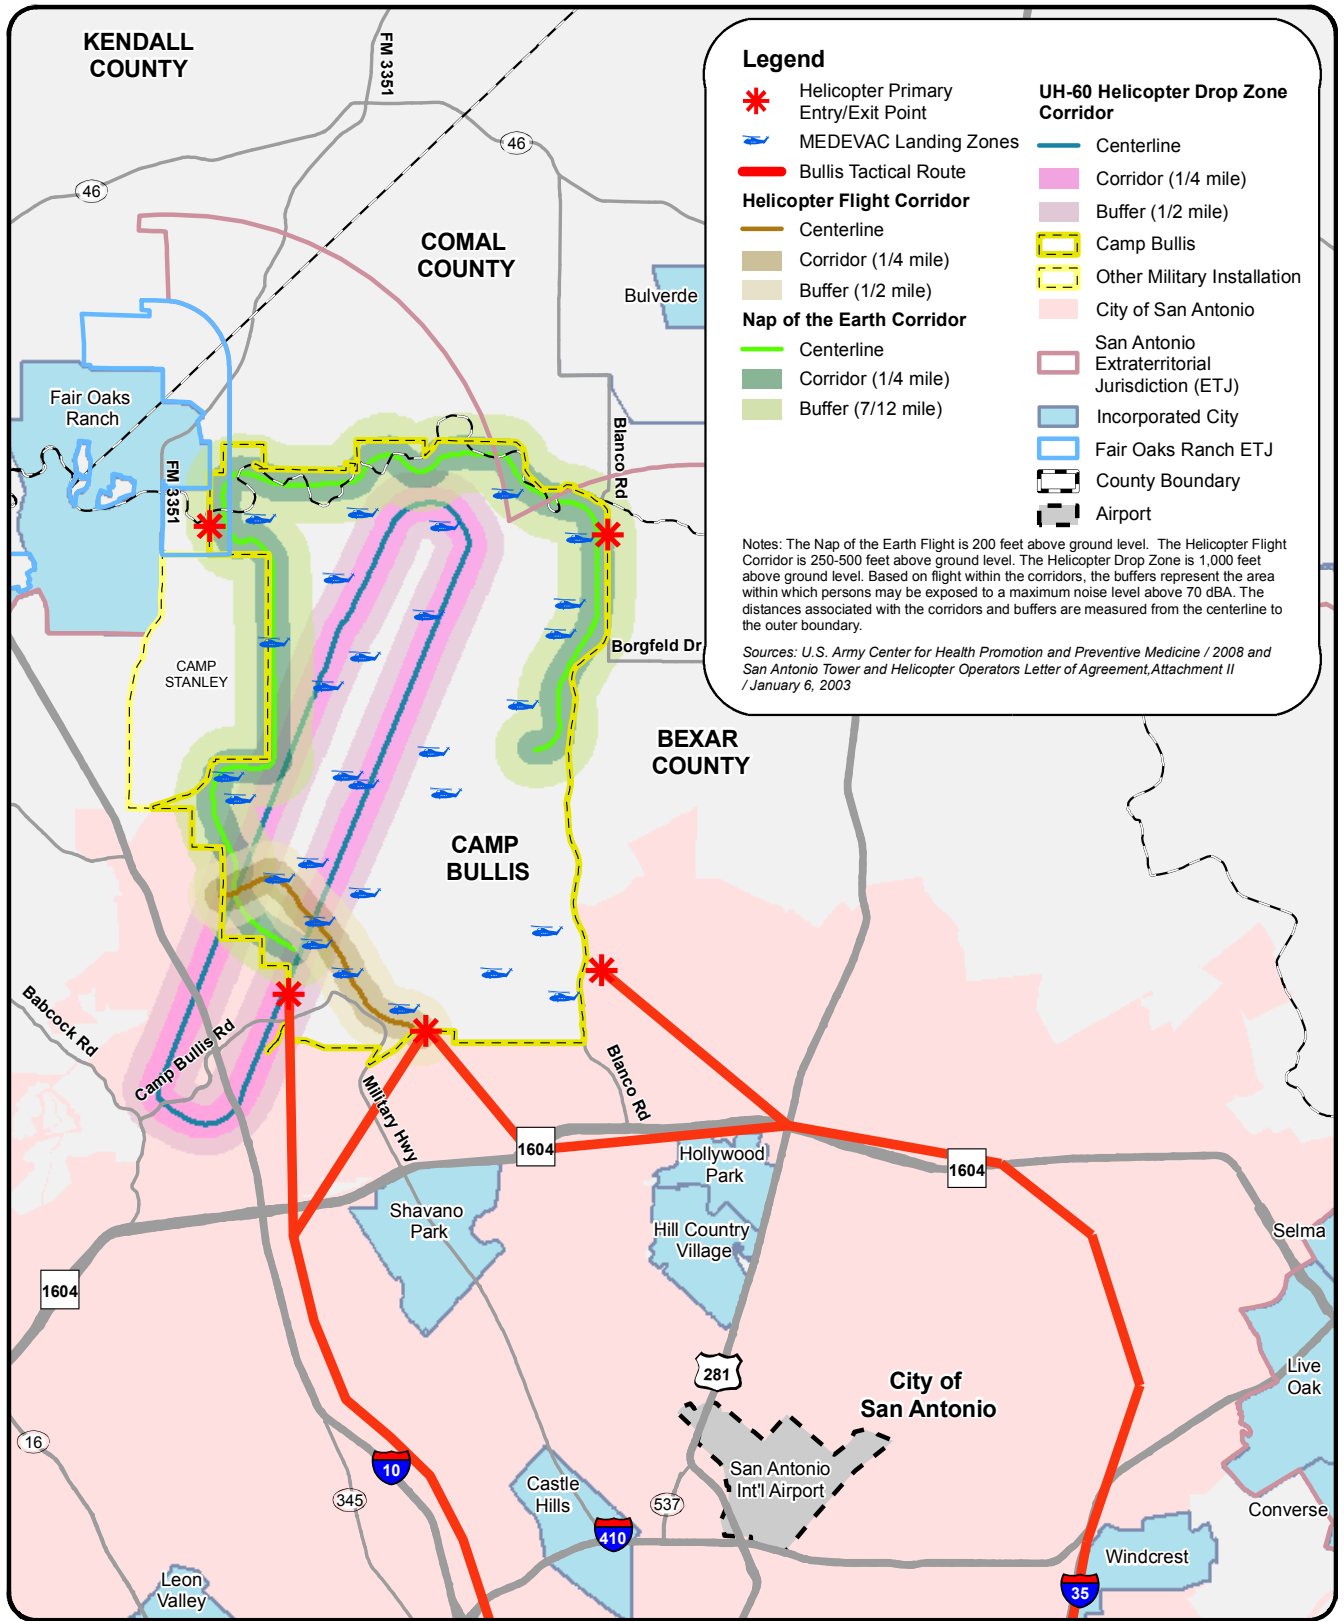 KENDALL
COUNTY
FM 3351
46
46
COMAL
COUNTY
Bulverde
Fair Oaks
Ranch
FM 3351
Blanco Rd
Borgfeld Dr
CAMP
STANLEY
BEXAR
COUNTY
CAMP
BULLIS
Babcock Rd
Camp Bullis Rd
Military Hwy
Blanco Rd
1604
1604
1604
Hollywood
Park
Shavano
Park
Hill Country
Village
Selma
281
Live
Oak
City of
San Antonio
16
10
345
Castle
Hills
537
San Antonio
Int'l Airport
410
Converse
Windcrest
35
Leon
Valley
Legend
Helicopter Primary
Entry/Exit Point
MEDEVAC Landing Zones
Bullis Tactical Route
Helicopter Flight Corridor
Centerline
Corridor (1/4 mile)
Buffer (1/2 mile)
Nap of the Earth Corridor
Centerline
Corridor (1/4 mile)
Buffer (7/12 mile)
UH-60 Helicopter Drop Zone
Corridor
Centerline
Corridor (1/4 mile)
Buffer (1/2 mile)
Camp Bullis
Other Military Installation
City of San Antonio
San Antonio
Extraterritorial
Jurisdiction (ETJ)
Incorporated City
Fair Oaks Ranch ETJ
County Boundary
Airport
Notes: The Nap of the Earth Flight is 200 feet above ground level. The Helicopter Flight
Corridor is 250-500 feet above ground level. The Helicopter Drop Zone is 1,000 feet
above ground level. Based on flight within the corridors, the buffers represent the area
within which persons may be exposed to a maximum noise level above 70 dBA. The
distances associated with the corridors and buffers are measured from the centerline to
the outer boundary.
Sources: U.S. Army Center for Health Promotion and Preventive Medicine / 2008 and
San Antonio Tower and Helicopter Operators Letter of Agreement,Attachment II
/ January 6, 2003